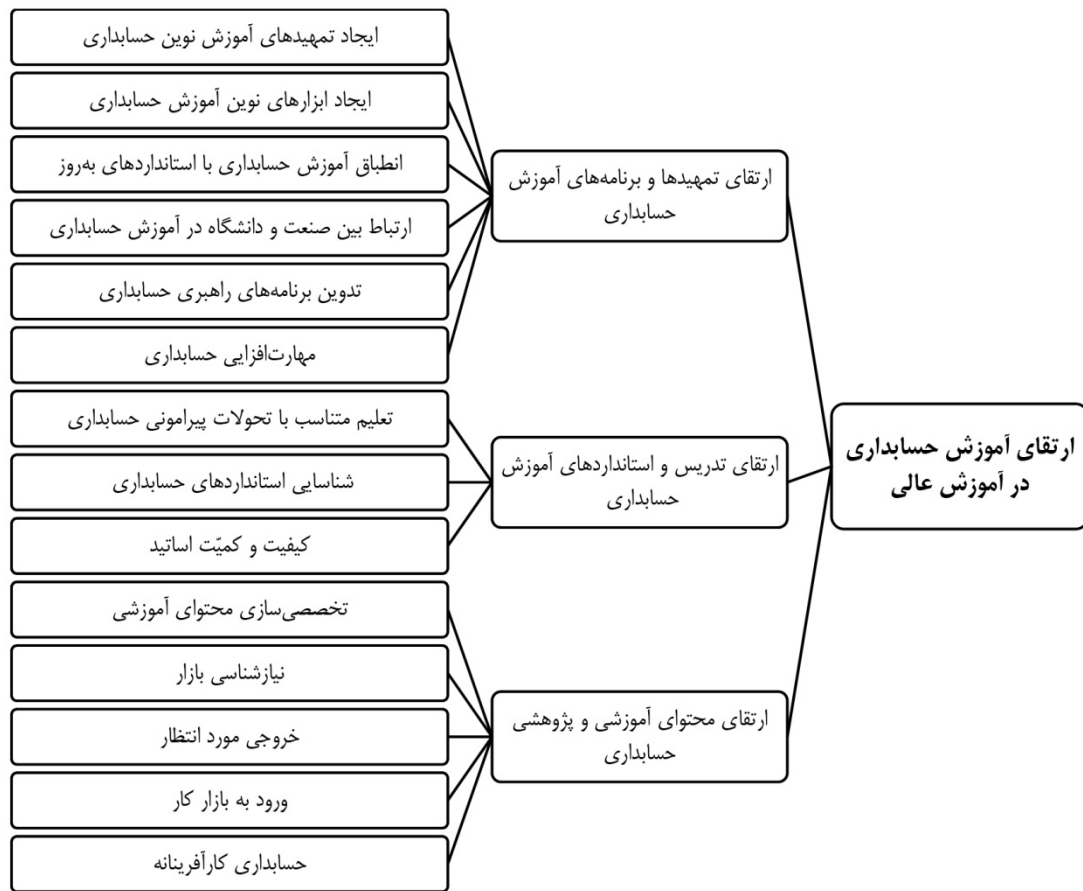 ارتقای آموزش حسابداری
در آموزش عالی
ارتقای تمهیدها و برنامه‌های آموزش
حسابداری
ایجاد تمهیدهای آموزش نوین حسابداری
ایجاد ابزارهای نوین آموزش حسابداری
انطباق آموزش حسابداری با استانداردهای به‌روز
ارتباط بین صنعت و دانشگاه در آموزش حسابداری
تدوین برنامه‌های راهبری حسابداری
مهارت‌افزایی حسابداری
ارتقای تدریس و استانداردهای آموزش
حسابداری
تعلیم متناسب با تحولات پیرامونی حسابداری
شناسایی استانداردهای حسابداری
کیفیت و کمیّت اساتید
ارتقای محتوای آموزشی و پژوهشی
حسابداری
تخصصی‌سازی محتوای آموزشی
نیازشناسی بازار
خروجی مورد انتظار
ورود به بازار کار
حسابداری کارآفرینانه